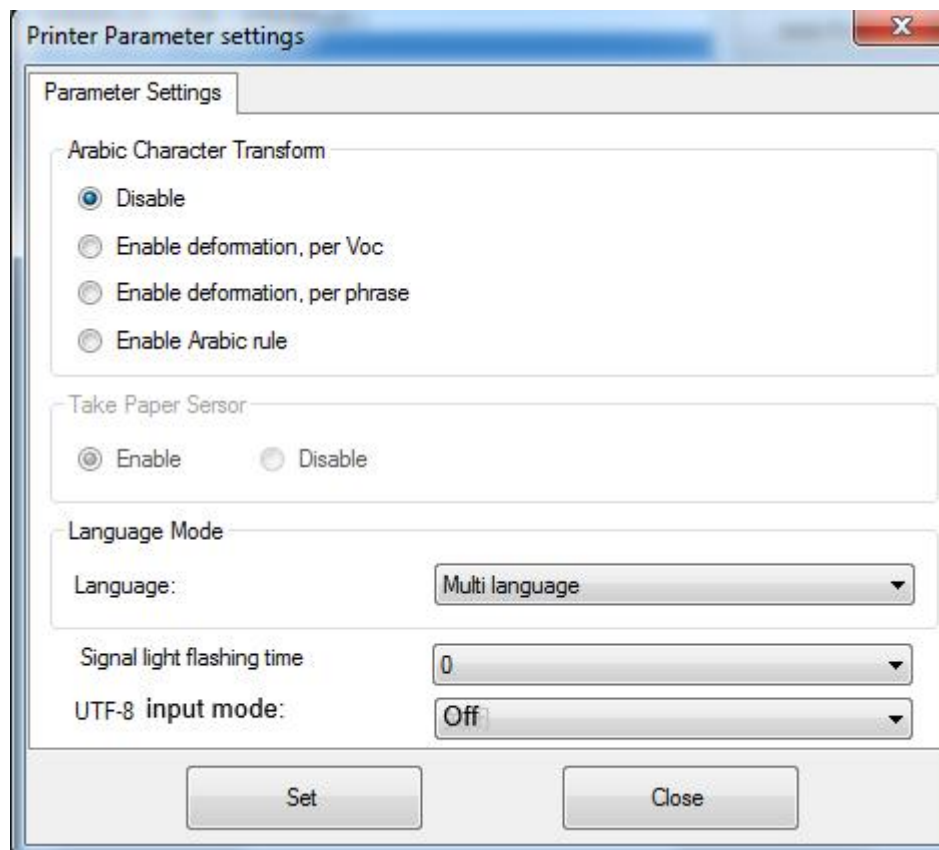 Printer Parameter settings
Parameter Settings
Arabic Character Transform
Disable
Enable deformation, per Voc
Enable deformation, per phrase
Enable Arabic rule
Take Paper Sersor
Enable Disable
Language Mode
Language: Multi language
Signal light flashing time 0
UTF-8 input mode: Off
Set Close